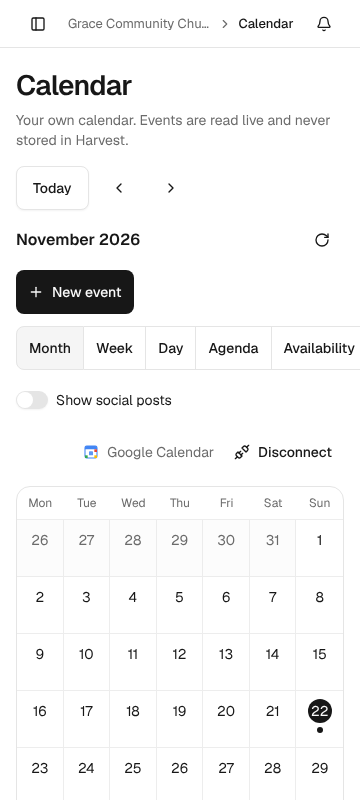 Grace Community Chu... > Calendar
Calendar
Your own calendar. Events are read live and never
stored in Harvest.
Today
November 2026
New event
Month Week Day Agenda Availability
Show social posts
Google Calendar Disconnect
Mon Tue Wed Thu Fri Sat Sun
26 27 28 29 30 31 1
2 3 4 5 6 7 8
9 10 11 12 13 14 15
16 17 18 19 20 21 22
23 24 25 26 27 28 29